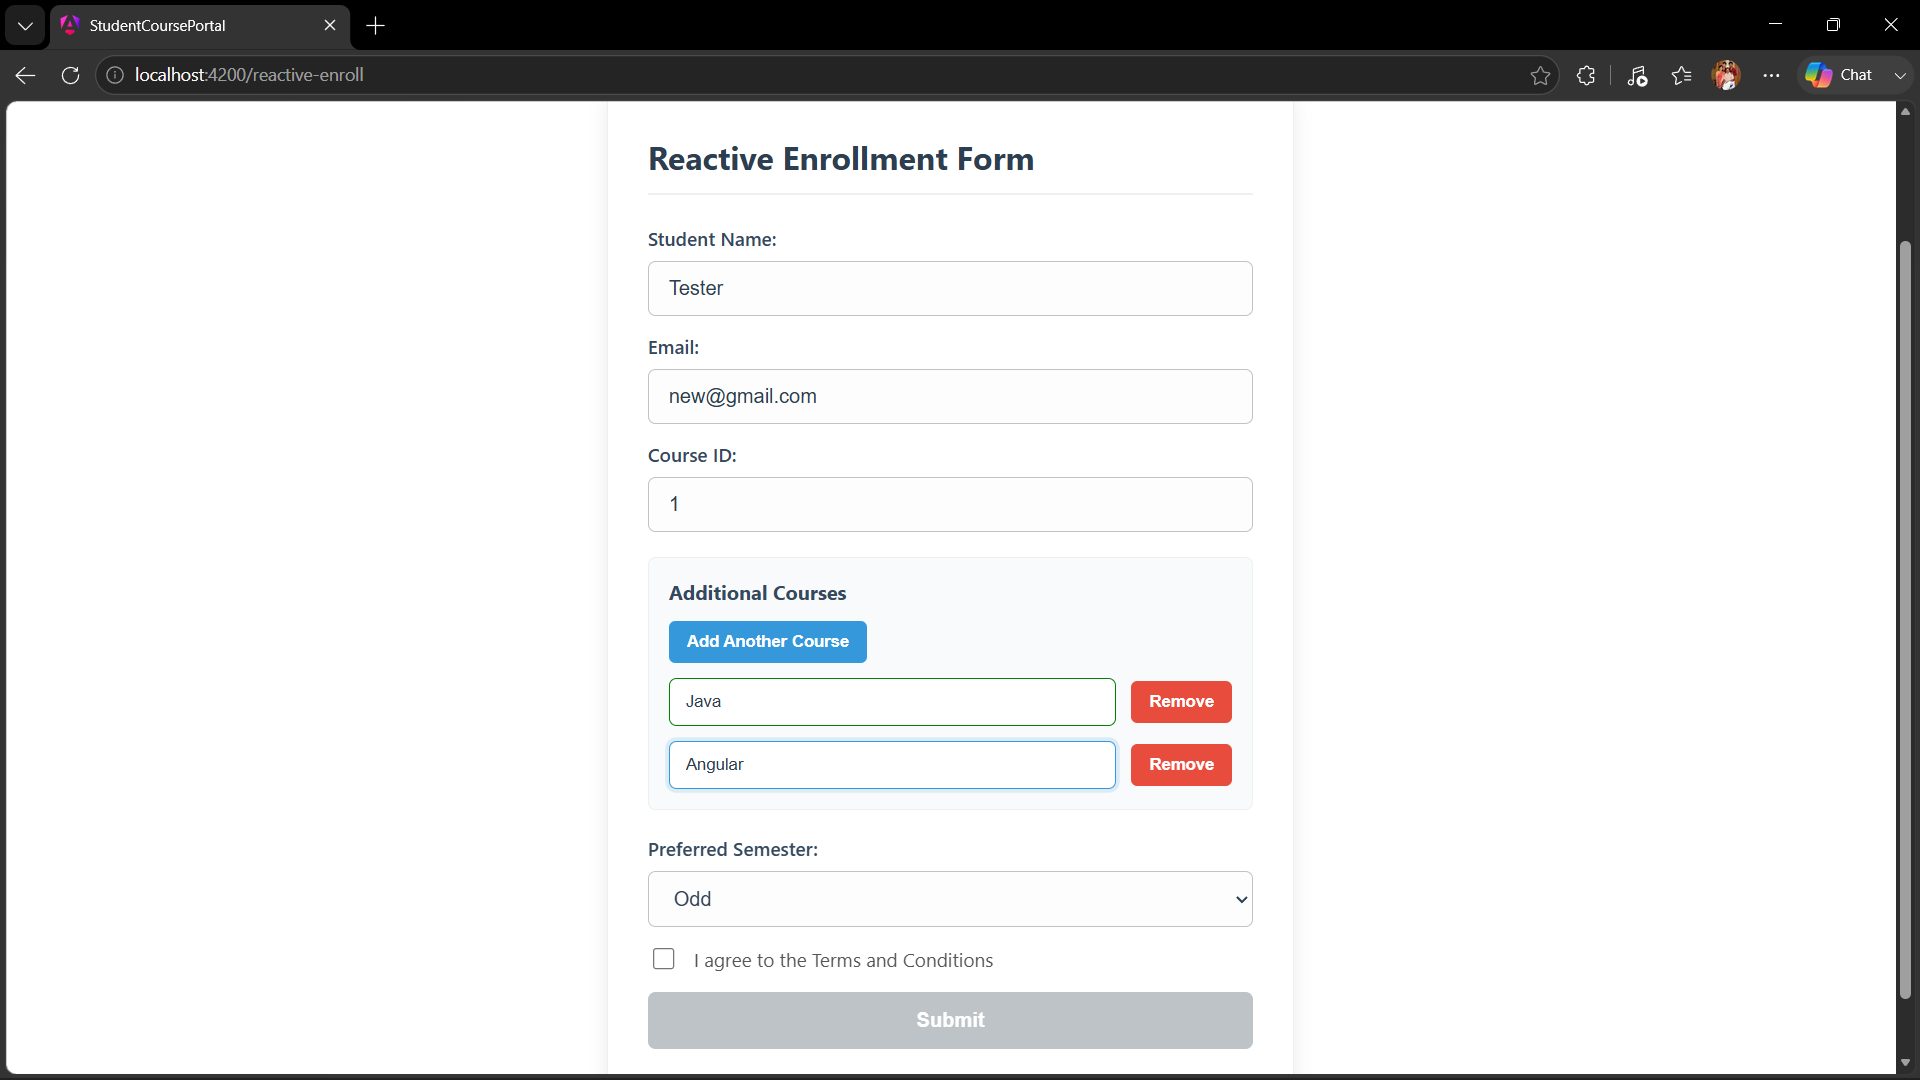 StudentCoursePortal
localhost:4200/reactive-enroll
Chat
Reactive Enrollment Form
Student Name:
Tester
Email:
new@gmail.com
Course ID:
1
Additional Courses
Add Another Course
Java
Remove
Angular
Remove
Preferred Semester:
Odd
I agree to the Terms and Conditions
Submit